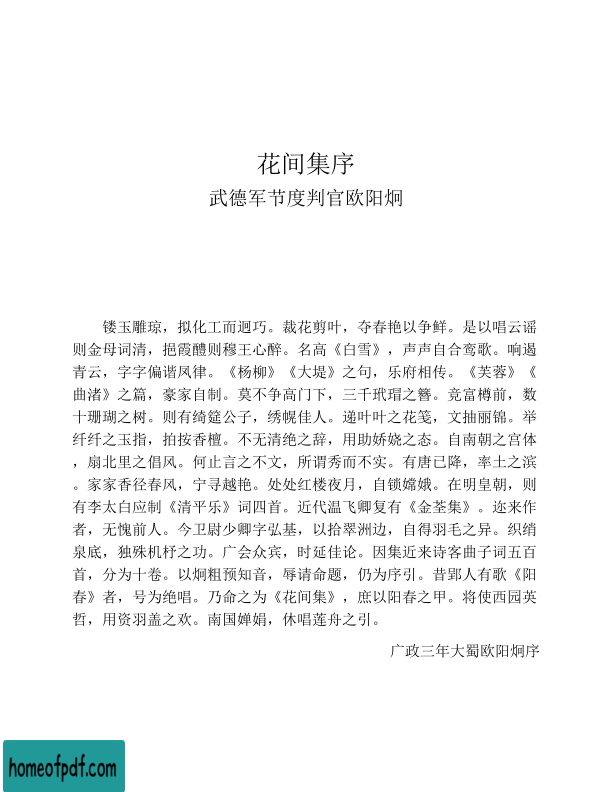 花间集序
武德军节度判官欧阳炯
镂玉雕琼，拟化工而迥巧。裁花剪叶，夺春艳以争鲜。是以唱云谣
则金母词清，挹霞醴则穆王心醉。名高《白雪》，声声自合鸾歌。响遏
青云，字字偏谐凤律。《杨柳》《大堤》之句，乐府相传。《芙蓉》《
曲渚》之篇，豪家自制。莫不争高门下，三千玳瑁之簪。竞富樽前，数
十珊瑚之树。则有绮筵公子，绣幌佳人。递叶叶之花笺，文抽丽锦。举
纤纤之玉指，拍按香檀。不无清绝之辞，用助娇娆之态。自南朝之宫体
，扇北里之倡风。何止言之不文，所谓秀而不实。有唐已降，率土之滨
。家家香径春风，宁寻越艳。处处红楼夜月，自锁嫦娥。在明皇朝，则
有李太白应制《清平乐》词四首。近代温飞卿复有《金荃集》。迩来作
者，无愧前人。今卫尉少卿字弘基，以拾翠洲边，自得羽毛之异。织绡
泉底，独殊机杼之功。广会众宾，时延佳论。因集近来诗客曲子词五百
首，分为十卷。以炯粗预知音，辱请命题，仍为序引。昔郢人有歌《阳
春》者，号为绝唱。乃命之为《花间集》，庶以阳春之甲。将使西园英
哲，用资羽盖之欢。南国婵娟，休唱莲舟之引。
广政三年大蜀欧阳炯序
homeofpdf.com